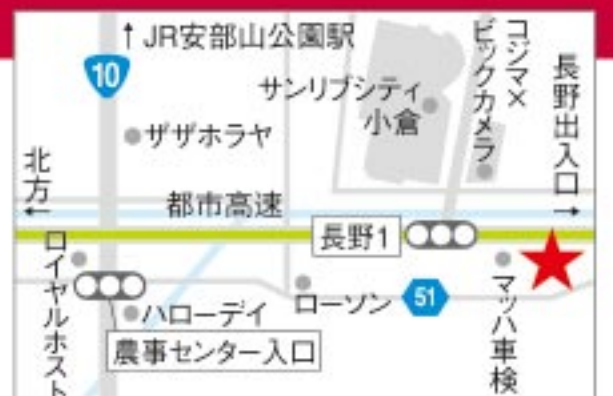 ↑JR安部山公園駅
10
サンリブシティ
小倉
コジマ×
ビックカメラ
長野出入口
→
ザザホラヤ
北方
←
都市高速
長野1
ロイヤルホスト
ハローデイ
農事センター入口
ローソン
51
マッハ車検